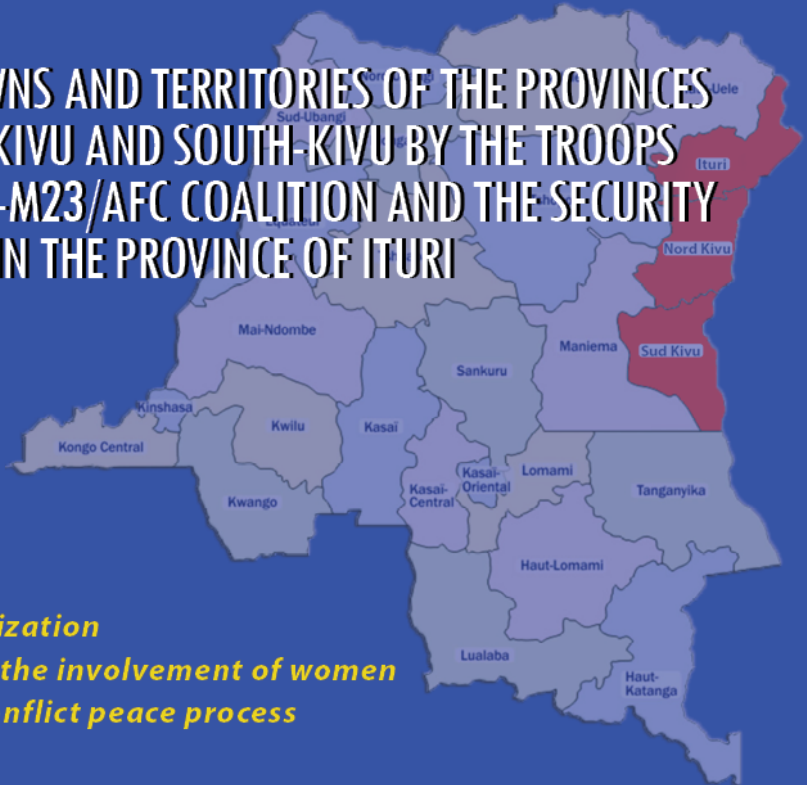 WNS AND TERRITORIES OF THE PROVINCES
KIVU AND SOUTH-KIVU BY THE TROOPS
-M23/AFC COALITION AND THE SECURITY
IN THE PROVINCE OF ITURI
Sud-Ubangi
Uele
Ituri
Equateur
Nord Kivu
Mai-Ndombe
Maniema
Sud Kivu
Sankuru
Kinshasa
Kwilu
Kasaï
Kongo Central
Kasaï-
Oriental
Lomami
Kasaï-
Central
Tanganyika
Kwango
Haut-Lomami
ization
the involvement of women
nflict peace process
Lualaba
Haut-
Katanga